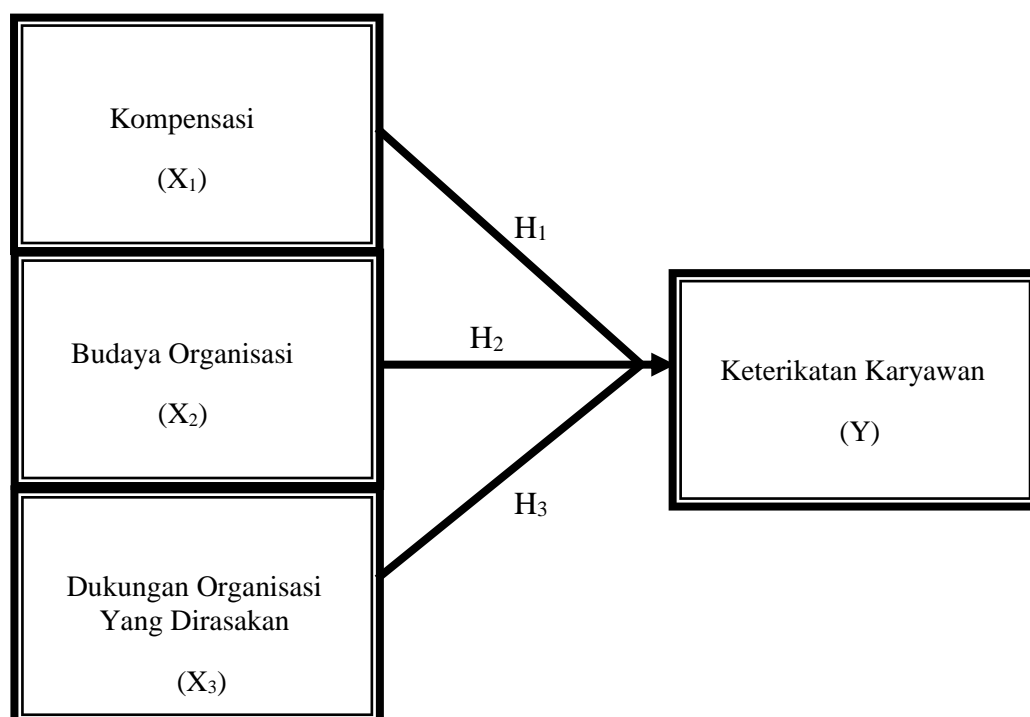 Kompensasi
(X₁)
H₁
Budaya Organisasi
(X₂)
H₂
Keterikatan Karyawan
(Y)
H₃
Dukungan Organisasi
Yang Dirasakan
(X₃)